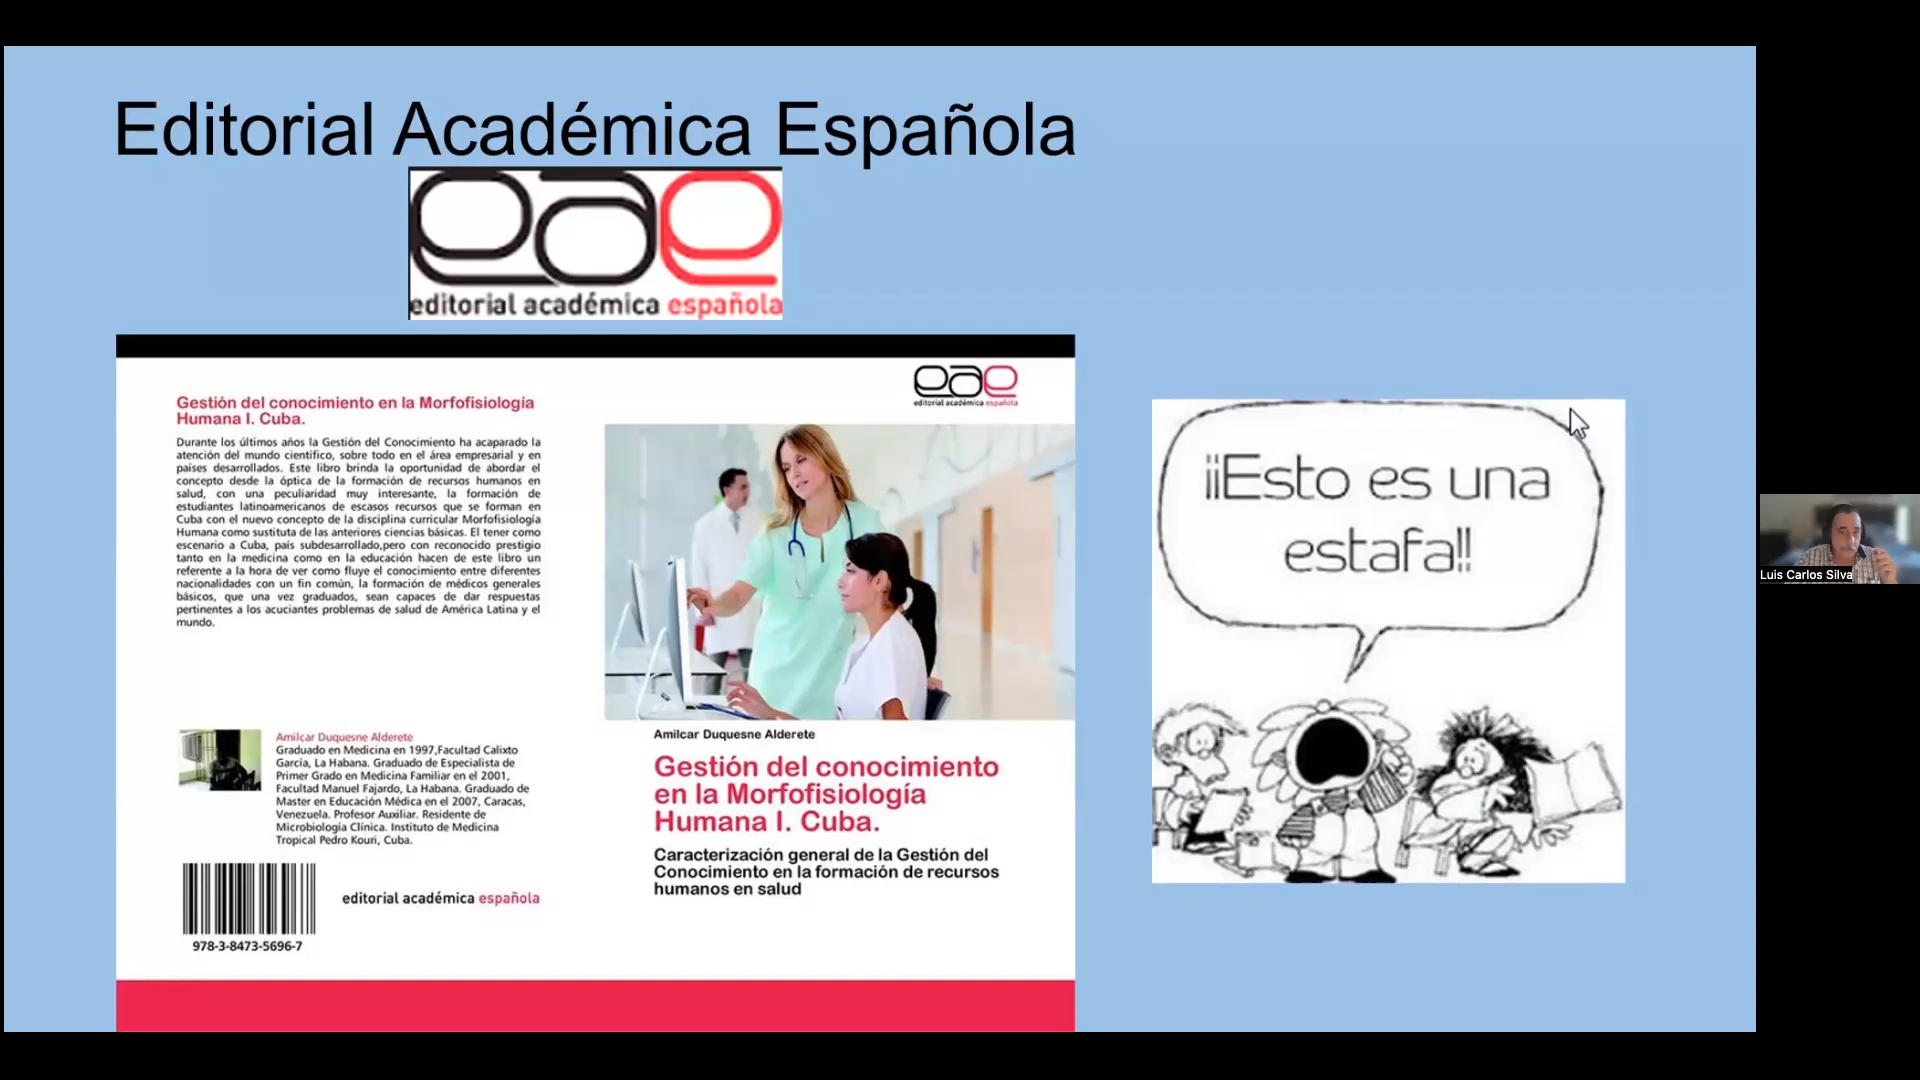 Editorial Académica Española
eae
editorial académica española
Gestión del conocimiento en la Morfofisiología
Humana I. Cuba.
Durante los últimos años la Gestión del Conocimiento ha acaparado la
atención del mundo científico, sobre todo en el área empresarial y en
países desarrollados. Este libro brinda la oportunidad de abordar el
concepto desde la óptica de la formación de recursos humanos en
salud, con una peculiaridad muy interesante, la formación de
estudiantes latinoamericanos de escasos recursos que se forman en
Cuba con el nuevo concepto de la disciplina curricular Morfofisiología
Humana como sustituta de las anteriores ciencias básicas. El tener como
escenario a Cuba, país subdesarrollado,pero con reconocido prestigio
tanto en la medicina como en la educación hacen de este libro un
referente a la hora de ver como fluye el conocimiento entre diferentes
nacionalidades con un fin común, la formación de médicos generales
básicos, que una vez graduados, sean capaces de dar respuestas
pertinentes a los acuciantes problemas de salud de América Latina y el
mundo.
Amilcar Duquesne Alderete
Graduado en Medicina en 1997,Facultad Calixto
García, La Habana. Graduado de Especialista de
Primer Grado en Medicina Familiar en el 2001,
Facultad Manuel Fajardo, La Habana. Graduado de
Master en Educación Médica en el 2007, Caracas,
Venezuela. Profesor Auxiliar. Residente de
Microbiología Clínica. Instituto de Medicina
Tropical Pedro Kouri, Cuba.
978-3-8473-5696-7
editorial académica española
eae
editorial académica española
Amilcar Duquesne Alderete
Gestión del conocimiento
en la Morfofisiología
Humana I. Cuba.
Caracterización general de la Gestión del
Conocimiento en la formación de recursos
humanos en salud
¡¡Esto es una
estafa!!
Luis Carlos Silva